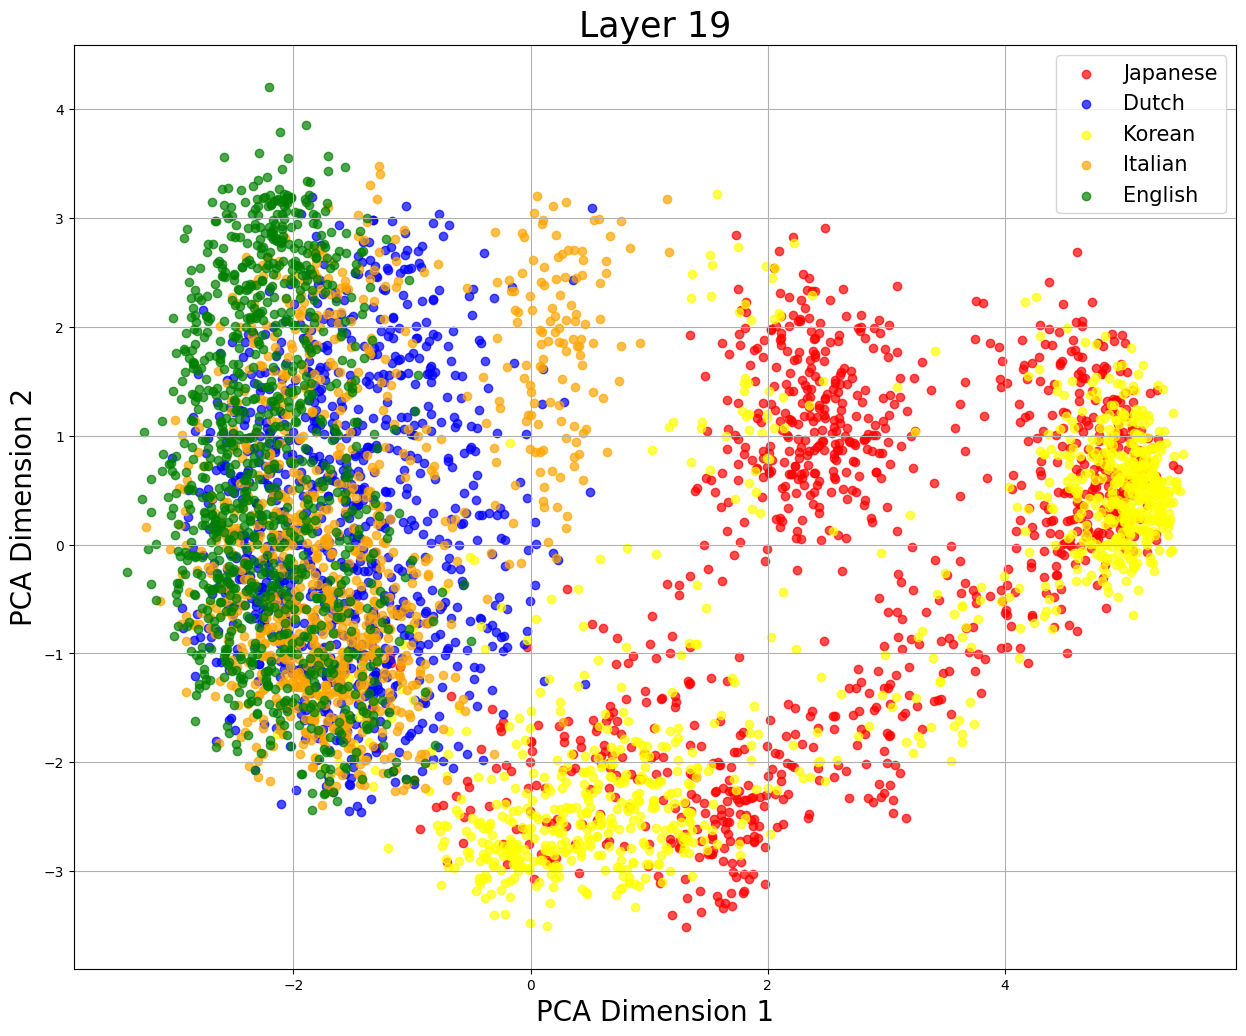 Layer 19
Japanese
Dutch
Korean
Italian
English
4
3
2
1
0
−1
−2
−3
−2
0
2
4
PCA Dimension 2
PCA Dimension 1